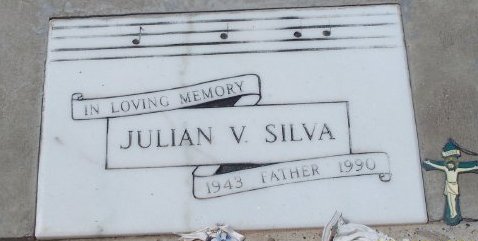 IN LOVING MEMORY
JULIAN V. SILVA
1943 FATHER 1990